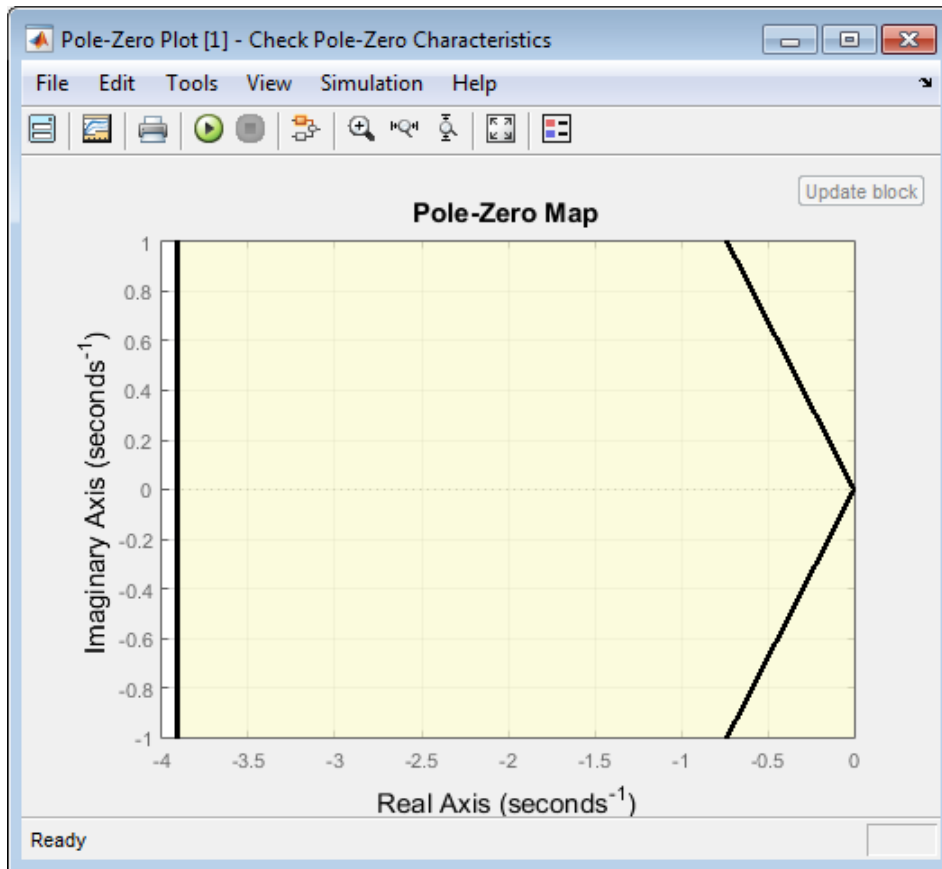 Pole-Zero Plot [1] - Check Pole-Zero Characteristics
File Edit Tools View Simulation Help
Update block
Pole-Zero Map
1
0.8
0.6
0.4
0.2
0
-0.2
-0.4
-0.6
-0.8
-1
Imaginary Axis (seconds⁻¹)
-4 -3.5 -3 -2.5 -2 -1.5 -1 -0.5 0
Real Axis (seconds⁻¹)
Ready